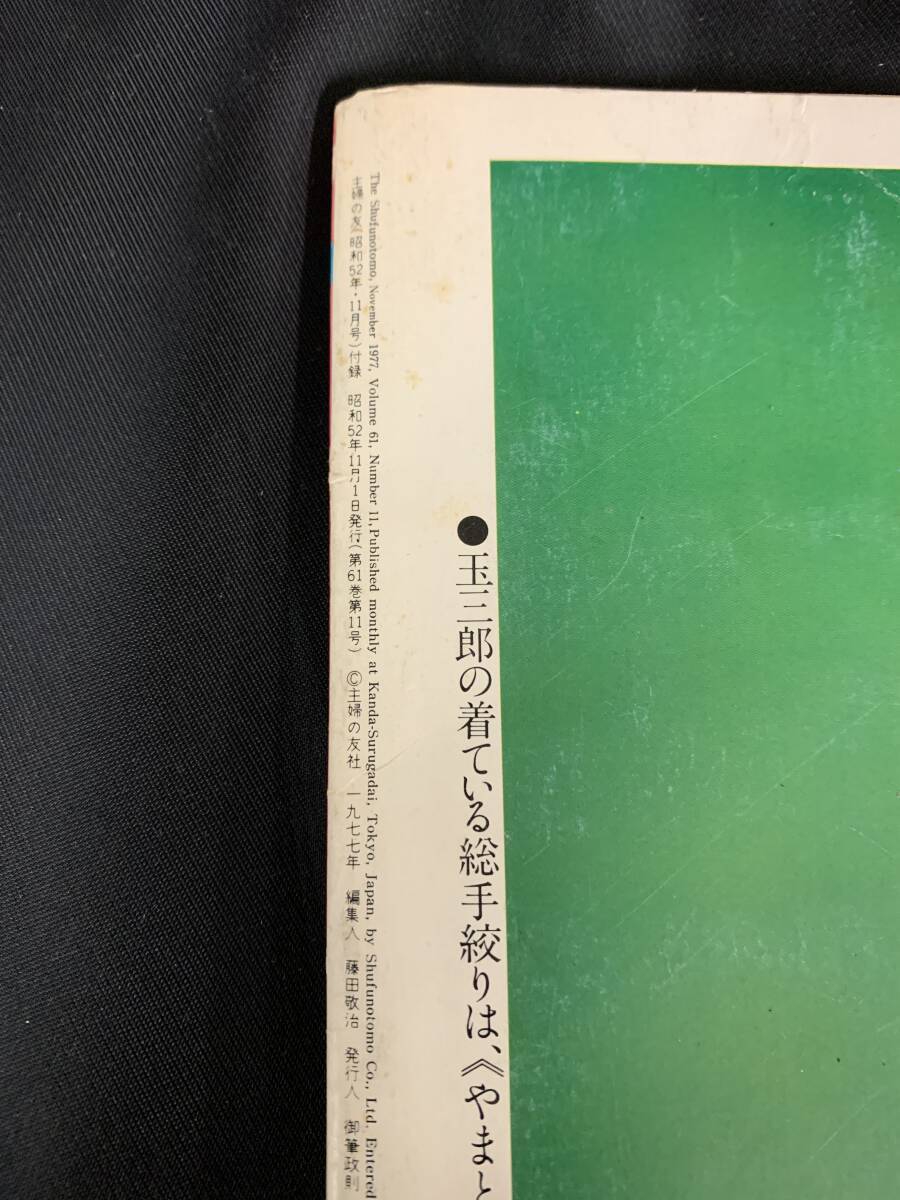 ●玉三郎の着ている総手絞りは、《やまと
The Shufunotomo, November 1977, Volume 61, Number 11, Published monthly at Kanda-Surugadai, Tokyo, Japan, by Shufunotomo Co., Ltd. Entered
主婦の友(昭和52年・11月号)付録 昭和52年11月1日発行(第61巻第11号) ©主婦の友社 一九七七年 編集人 藤田敬治 発行人 御筆政則